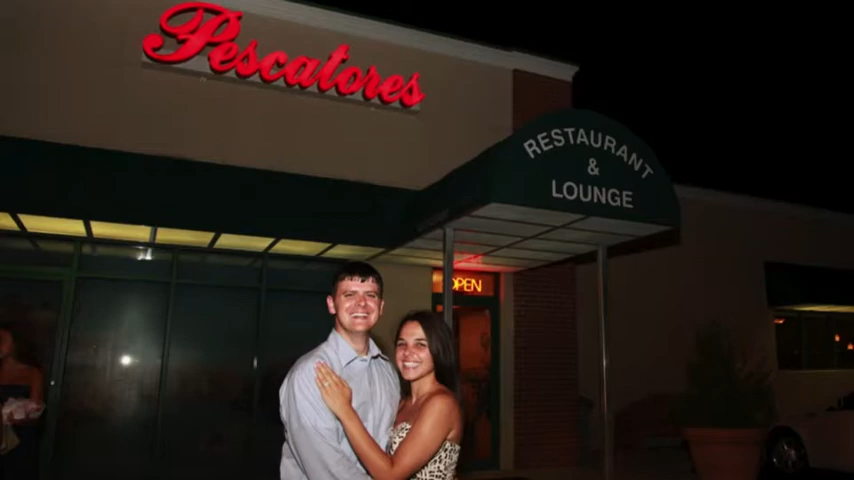 Pescatores
RESTAURANT
&
LOUNGE
OPEN